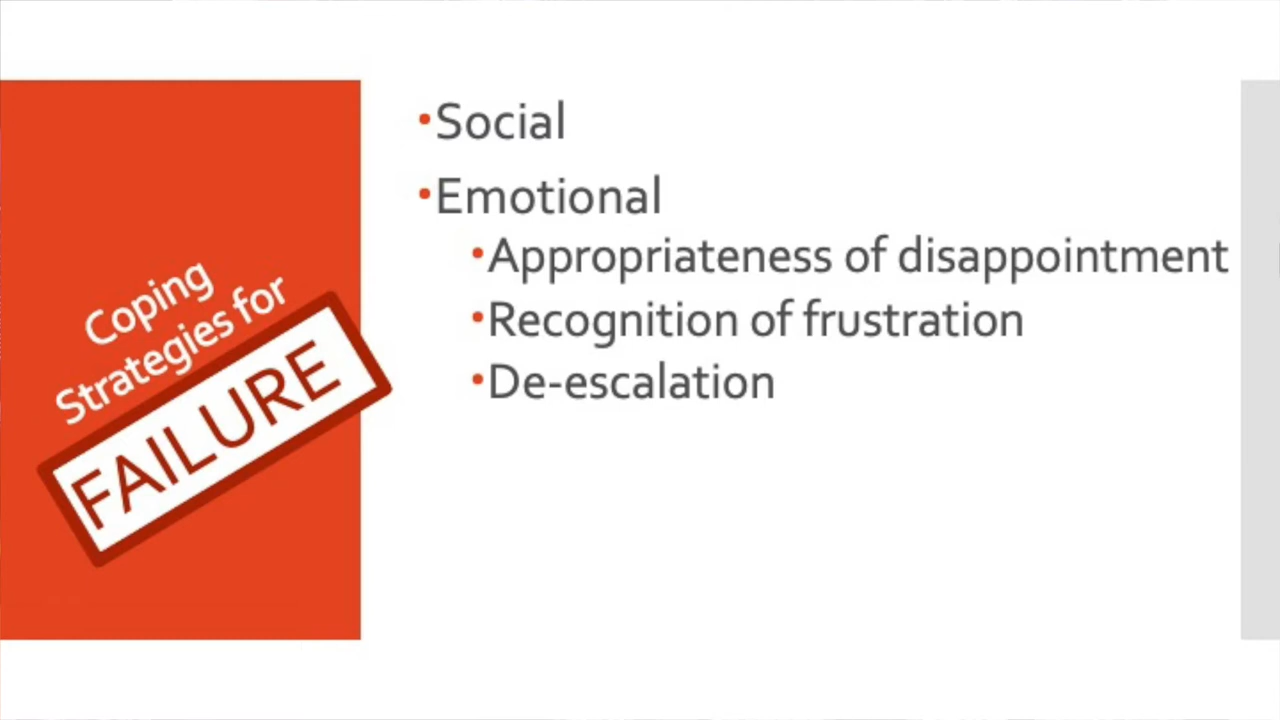 Coping
Strategies for
FAILURE
•Social
•Emotional
•Appropriateness of disappointment
•Recognition of frustration
•De-escalation